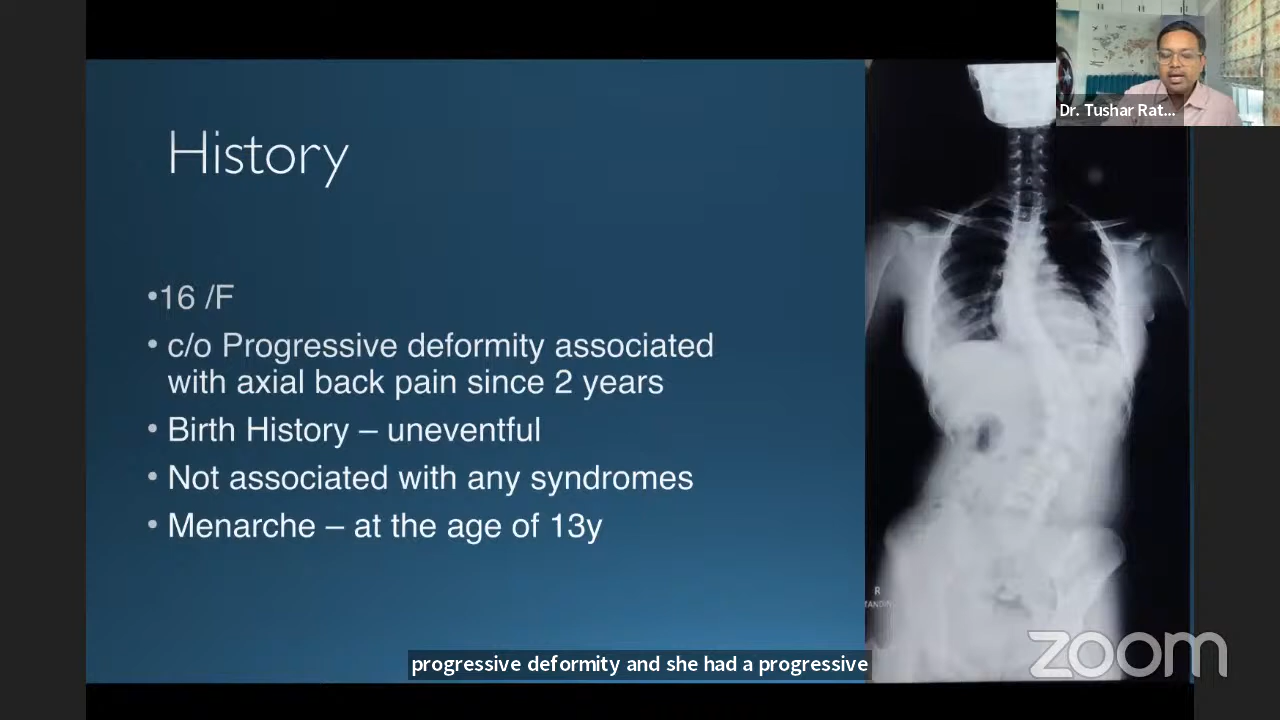 Dr. Tushar Rat...
History
•16 /F
• c/o Progressive deformity associated
with axial back pain since 2 years
• Birth History – uneventful
• Not associated with any syndromes
• Menarche – at the age of 13y
R
progressive deformity and she had a progressive
zoom